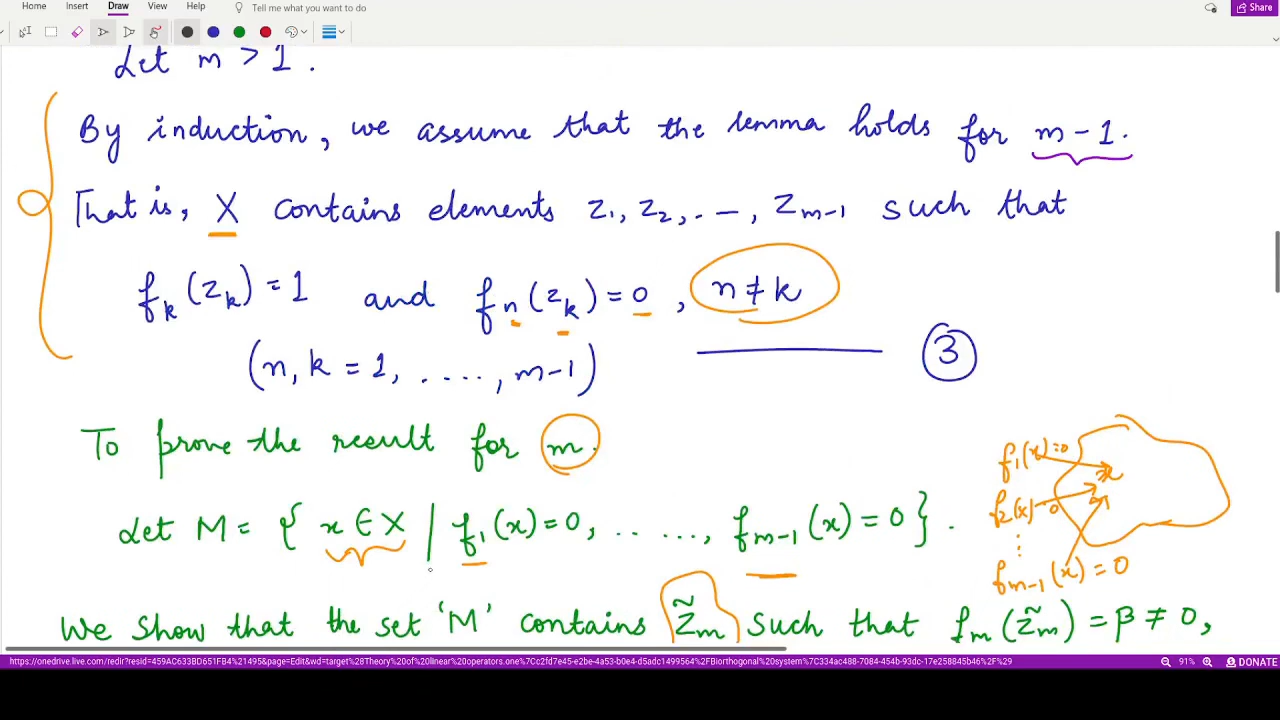 Home Insert Draw View Help Tell me what you want to do Share
Let m > 1.
By induction, we assume that the lemma holds for m - 1.
That is, X contains elements z₁, z₂, . - , zₘ₋₁ such that
fₖ(zₖ) = 1 and fₙ(zₖ) = 0, n ≠ k
(n, k = 1, ....., m-1) ③
To prove the result for m.
Let M = { x ∈ X | f₁(x) = 0, ....., fₘ₋₁(x) = 0 }.
f₁(x)=0
f₂(x) 0
⋮
fₘ₋₁(x) = 0
x
We show that the set 'M' contains z̃ₘ such that fₘ(z̃ₘ) = β ≠ 0,
91% DONATE